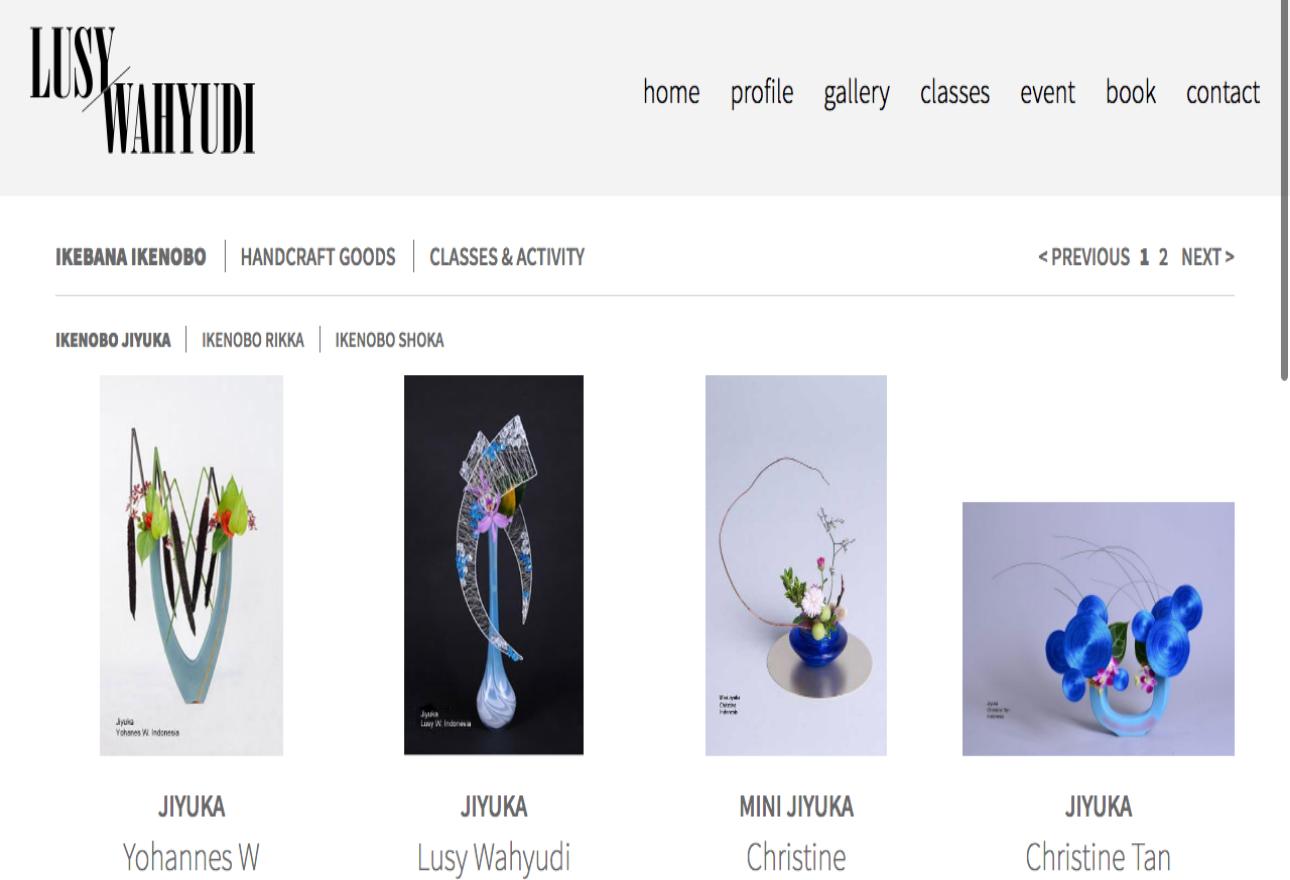 LUSY
WAHYUDI
home profile gallery classes event book contact
IKEBANA IKENOBO | HANDCRAFT GOODS | CLASSES & ACTIVITY
< PREVIOUS 1 2 NEXT >
IKENOBO JIYUKA | IKENOBO RIKKA | IKENOBO SHOKA
Jiyuka
Yohanes W. Indonesia
Jiyuka
Lusy W. Indonesia
Mini Jiyuka
Christine
Indonesia
Jiyuka
Christine Tan
Indonesia
JIYUKA
Yohannes W
JIYUKA
Lusy Wahyudi
MINI JIYUKA
Christine
JIYUKA
Christine Tan